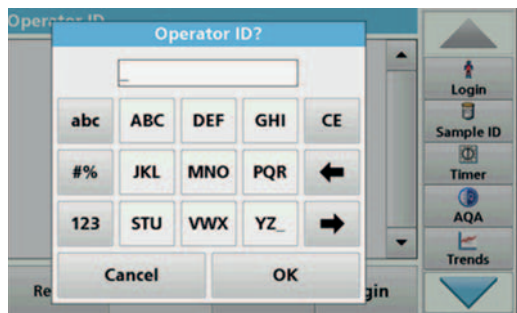 Operator ID
Operator ID?
_
abc ABC DEF GHI CE
#% JKL MNO PQR
123 STU VWX YZ_
Cancel OK
Re gin
Login
Sample ID
Timer
AQA
Trends